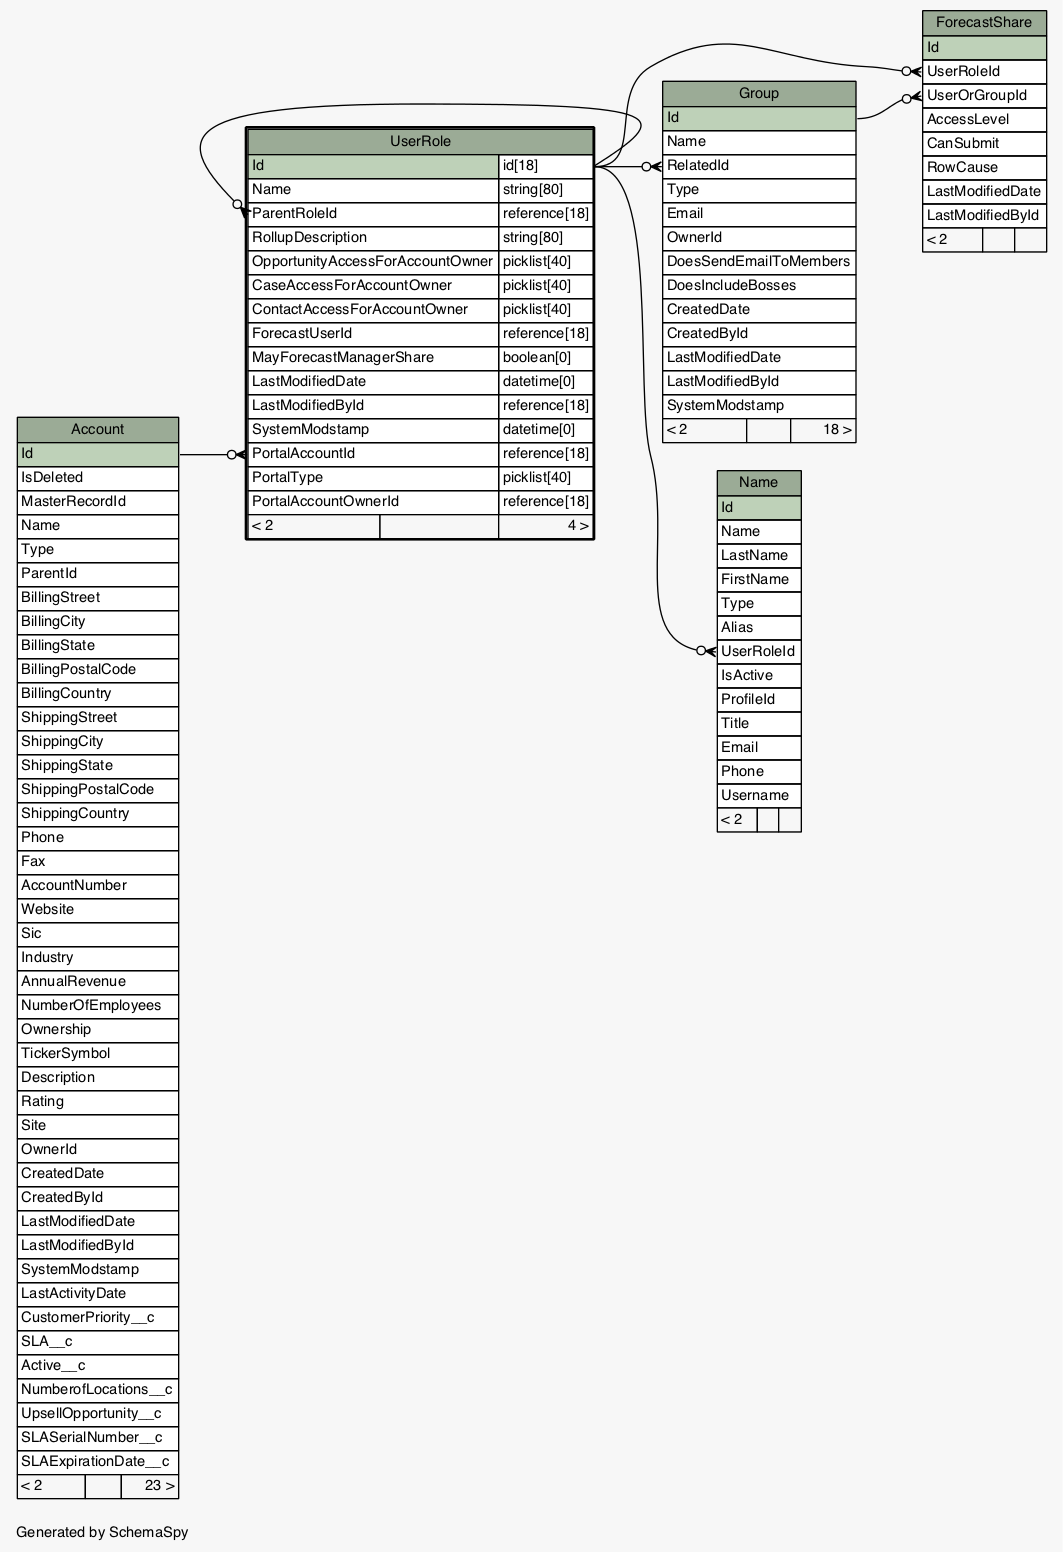 ForecastShare
Id
UserRoleId
UserOrGroupId
AccessLevel
CanSubmit
RowCause
LastModifiedDate
LastModifiedById
< 2
Group
Id
Name
RelatedId
Type
Email
OwnerId
DoesSendEmailToMembers
DoesIncludeBosses
CreatedDate
CreatedById
LastModifiedDate
LastModifiedById
SystemModstamp
< 2 18 >
UserRole
Id id[18]
Name string[80]
ParentRoleId reference[18]
RollupDescription string[80]
OpportunityAccessForAccountOwner picklist[40]
CaseAccessForAccountOwner picklist[40]
ContactAccessForAccountOwner picklist[40]
ForecastUserId reference[18]
MayForecastManagerShare boolean[0]
LastModifiedDate datetime[0]
LastModifiedById reference[18]
SystemModstamp datetime[0]
PortalAccountId reference[18]
PortalType picklist[40]
PortalAccountOwnerId reference[18]
< 2 4 >
Name
Id
Name
LastName
FirstName
Type
Alias
UserRoleId
IsActive
ProfileId
Title
Email
Phone
Username
< 2
Account
Id
IsDeleted
MasterRecordId
Name
Type
ParentId
BillingStreet
BillingCity
BillingState
BillingPostalCode
BillingCountry
ShippingStreet
ShippingCity
ShippingState
ShippingPostalCode
ShippingCountry
Phone
Fax
AccountNumber
Website
Sic
Industry
AnnualRevenue
NumberOfEmployees
Ownership
TickerSymbol
Description
Rating
Site
OwnerId
CreatedDate
CreatedById
LastModifiedDate
LastModifiedById
SystemModstamp
LastActivityDate
CustomerPriority__c
SLA__c
Active__c
NumberofLocations__c
UpsellOpportunity__c
SLASerialNumber__c
SLAExpirationDate__c
< 2 23 >
Generated by SchemaSpy